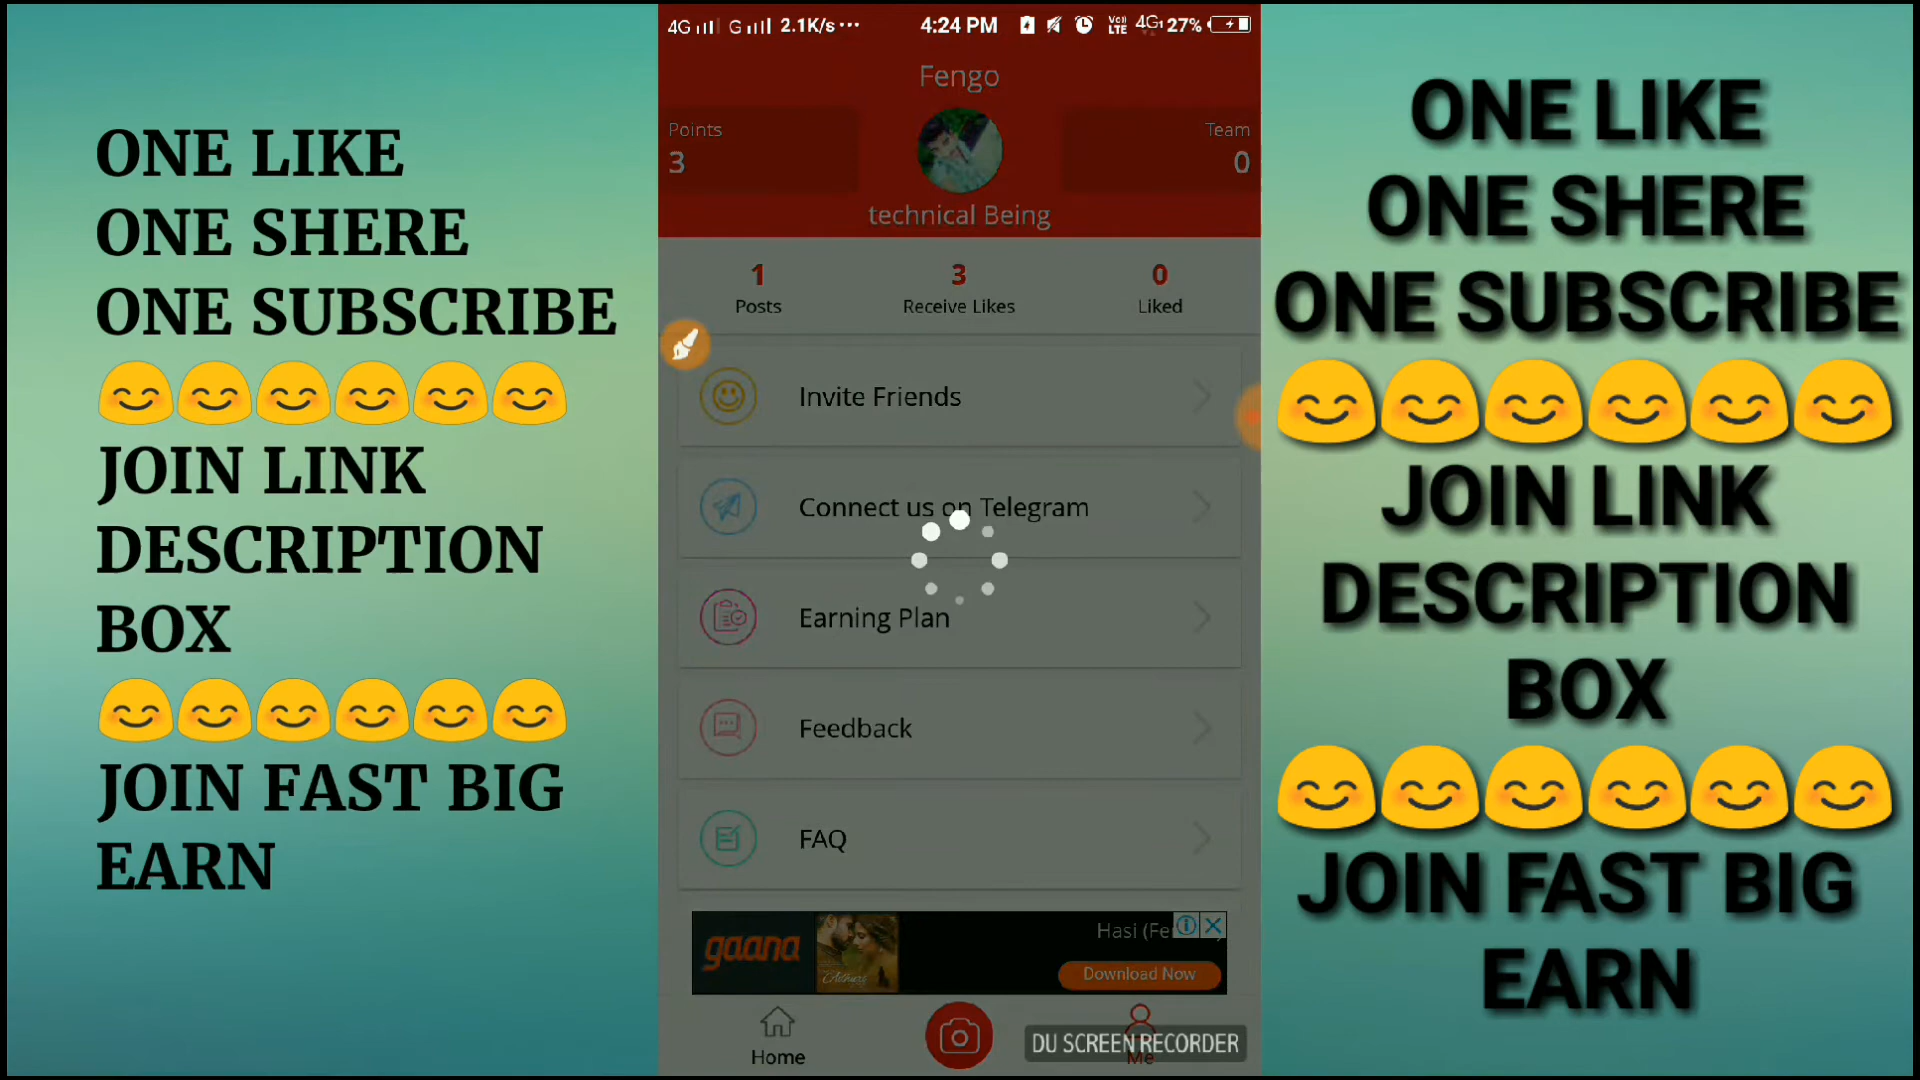 ONE LIKE
ONE SHERE
ONE SUBSCRIBE
JOIN LINK
DESCRIPTION
BOX
JOIN FAST BIG
EARN
4G G 2.1K/s ··· 4:24 PM VoLTE 4G 27%
Fengo
Points
3
Team
0
technical Being
1 3 0
Posts Receive Likes Liked
Invite Friends
Connect us on Telegram
Earning Plan
Feedback
FAQ
gaana
Hasi
Download Now
Home
Me
DU SCREEN RECORDER
ONE LIKE
ONE SHERE
ONE SUBSCRIBE
JOIN LINK
DESCRIPTION
BOX
JOIN FAST BIG
EARN